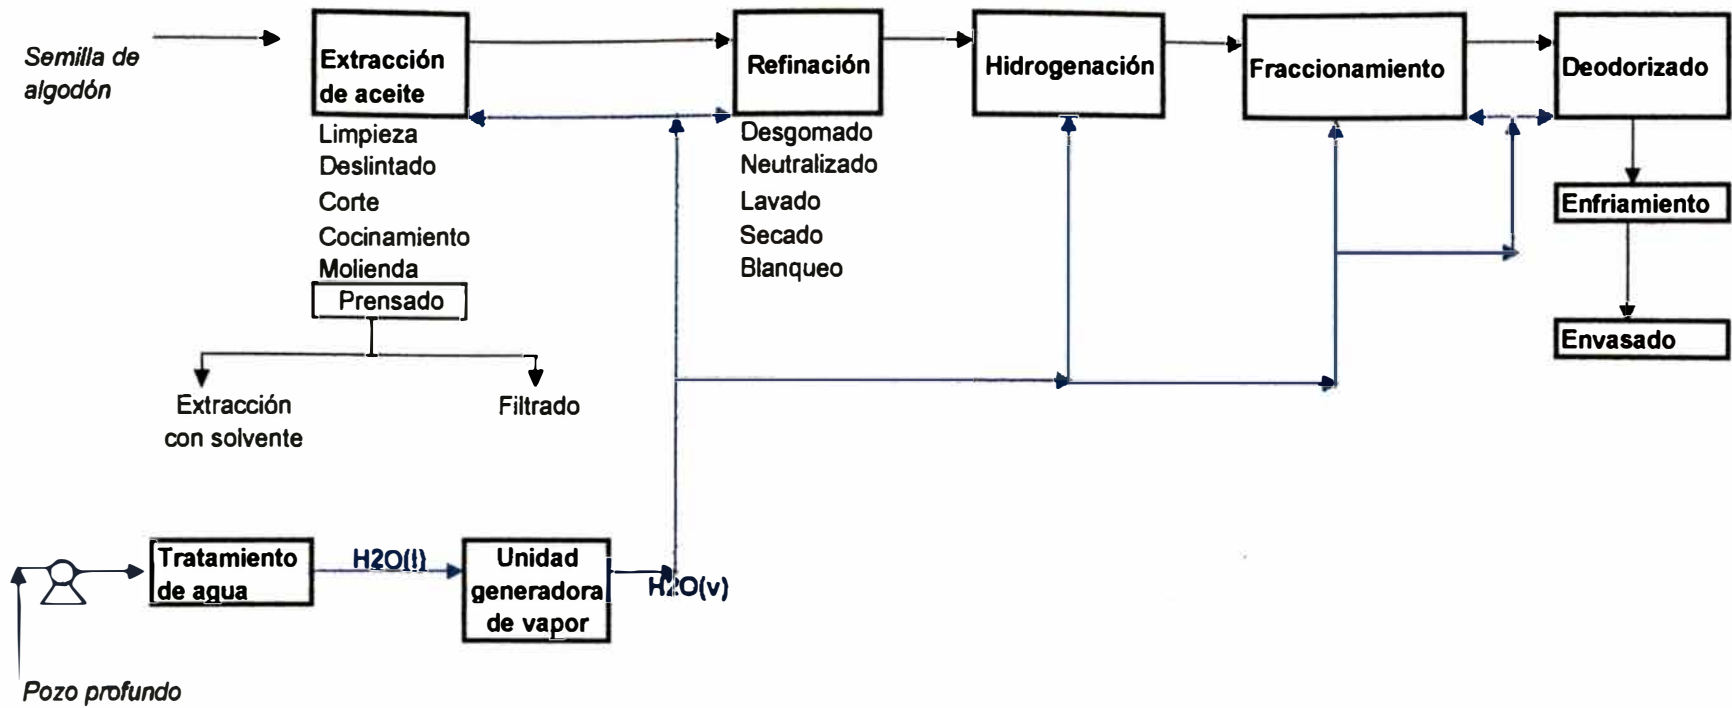 Semilla de
algodón
Extracción
de aceite
Limpieza
Deslintado
Corte
Cocinamiento
Molienda
Prensado
Extracción
con solvente
Filtrado
Refinación
Desgomado
Neutralizado
Lavado
Secado
Blanqueo
Hidrogenación
Fraccionamiento
Deodorizado
Enfriamiento
Envasado
Tratamiento
de agua
H2O(l)
Unidad
generadora
de vapor
H2O(v)
Pozo profundo